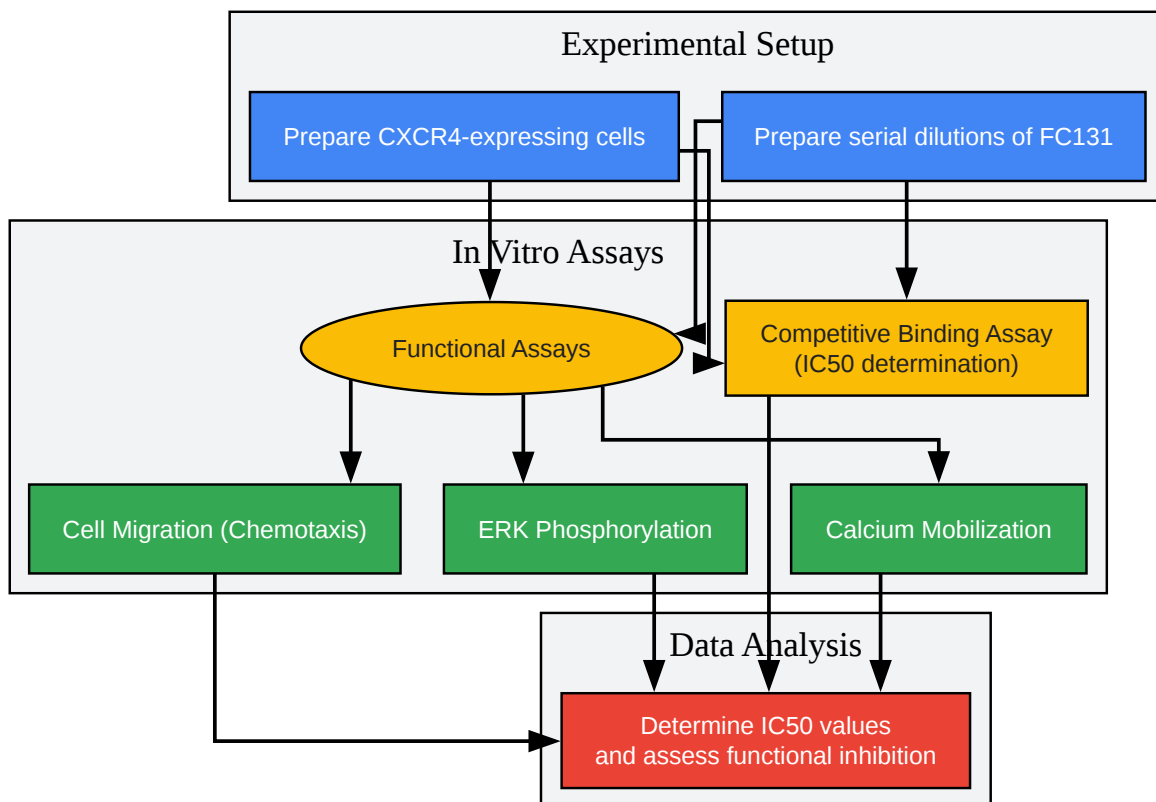 Experimental Setup
Prepare CXCR4-expressing cells
Prepare serial dilutions of FC131
In Vitro Assays
Functional Assays
Competitive Binding Assay
(IC50 determination)
Cell Migration (Chemotaxis)
ERK Phosphorylation
Calcium Mobilization
Data Analysis
Determine IC50 values
and assess functional inhibition